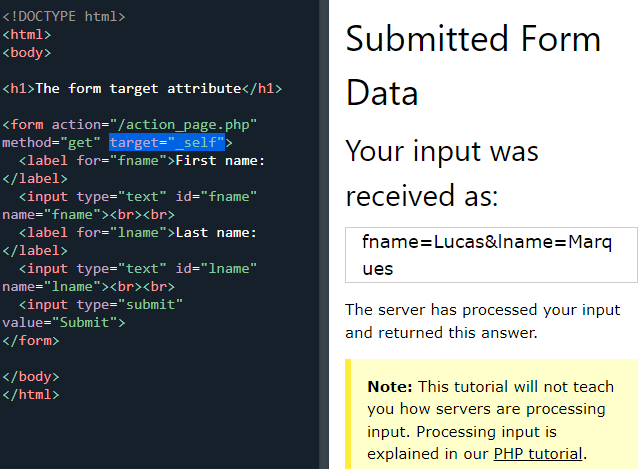 <!DOCTYPE html>
<html>
<body>
<h1>The form target attribute</h1>
<form action="/action_page.php"
method="get" target="_self">
<label for="fname">First name:
</label>
<input type="text" id="fname"
name="fname"><br><br>
<label for="lname">Last name:
</label>
<input type="text" id="lname"
name="lname"><br><br>
<input type="submit"
value="Submit">
</form>
</body>
</html>
Submitted Form
Data
Your input was
received as:
fname=Lucas&lname=Marq
ues
The server has processed your input
and returned this answer.
Note: This tutorial will not teach
you how servers are processing
input. Processing input is
explained in our PHP tutorial.